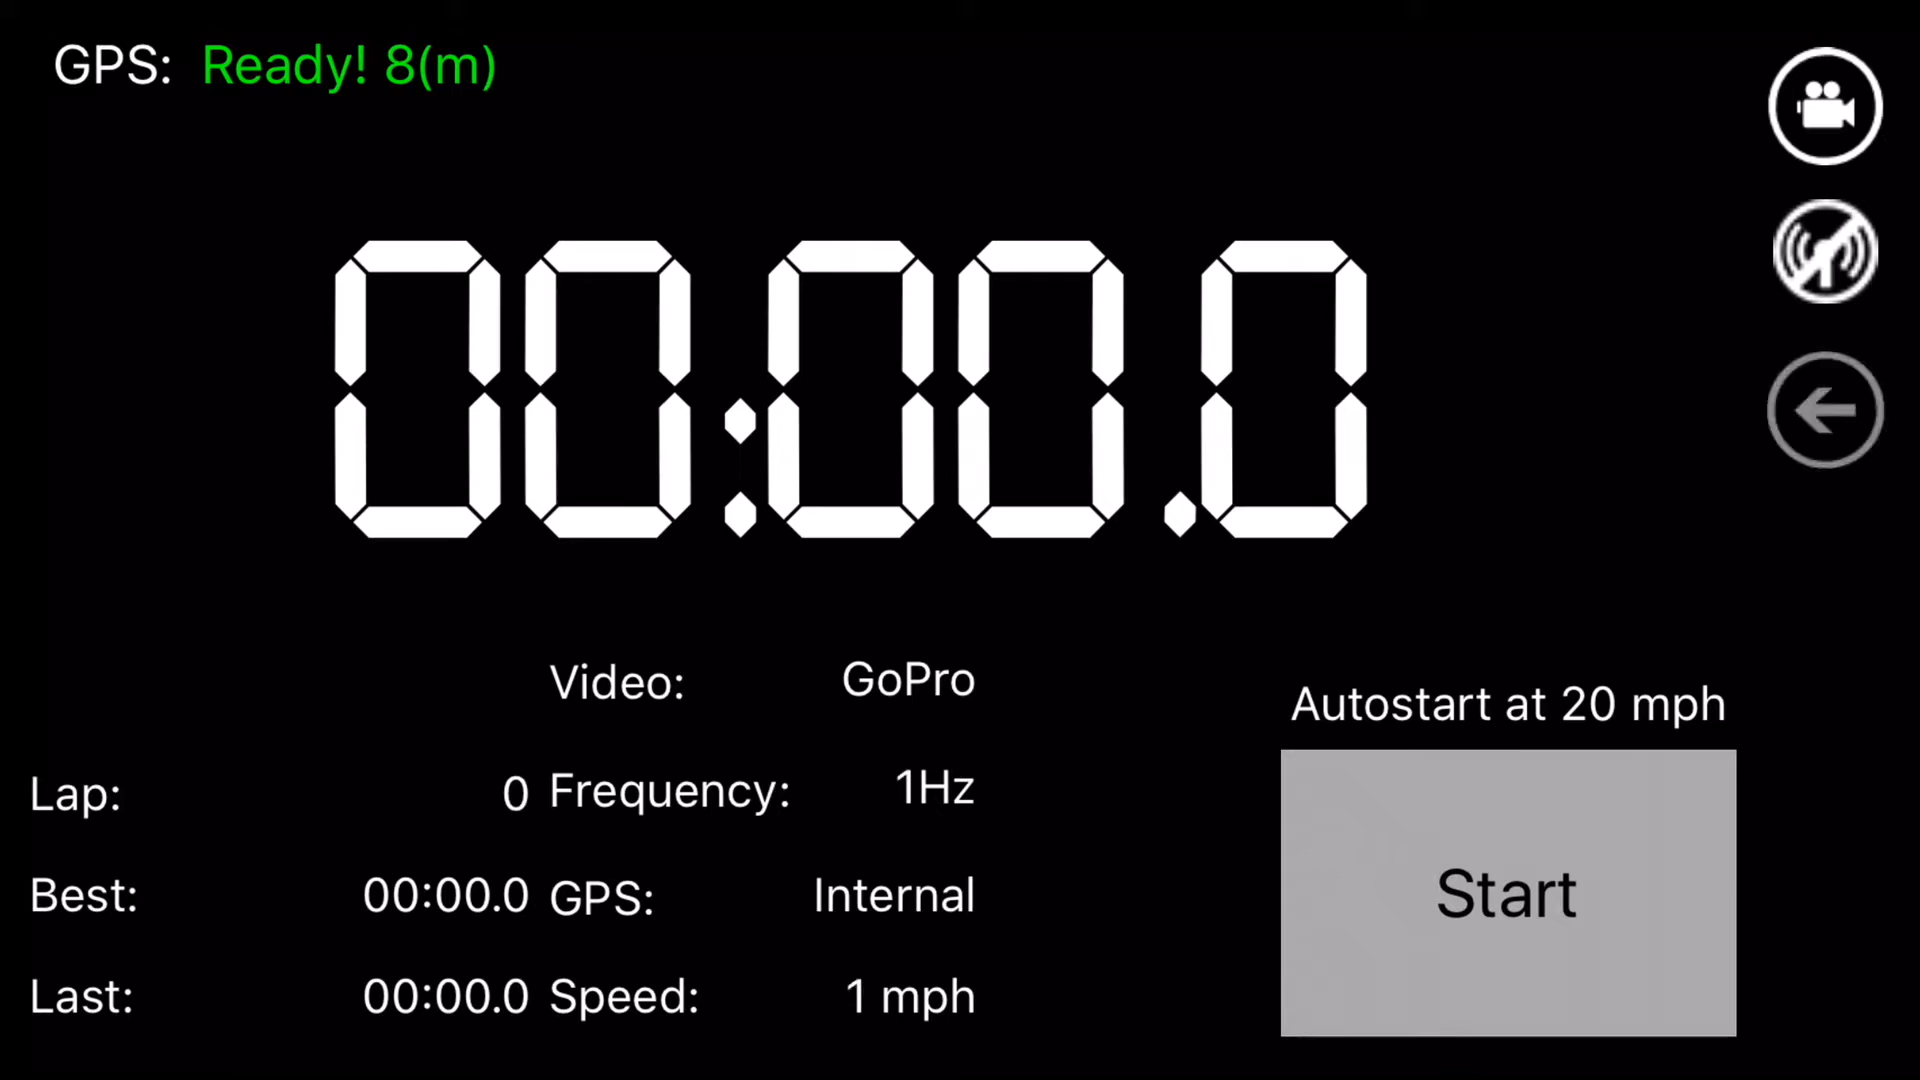 GPS: Ready! 8(m)
00:00.0
Video: GoPro
Autostart at 20 mph
Lap: 0 Frequency: 1Hz
Start
Best: 00:00.0 GPS: Internal
Last: 00:00.0 Speed: 1 mph